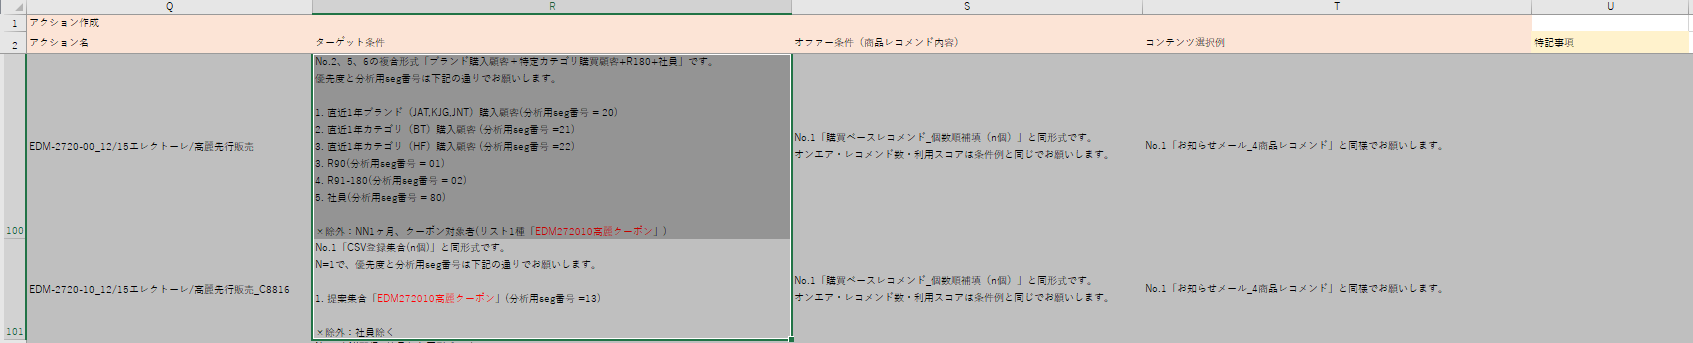 Q R S T U
1 アクション作成
2 アクション名 ターゲット条件 オファー条件（商品レコメンド内容） コンテンツ選択例 特記事項
No.2、5、6の複合形式「ブランド購入顧客＋特定カテゴリ購買顧客+R180+社員」です。
優先度と分析用seg番号は下記の通りでお願いします。
1. 直近1年ブランド（JAT,KJG,JNT）購入顧客(分析用seg番号 = 20)
2. 直近1年カテゴリ（BT）購入顧客 (分析用seg番号 =21)
3. 直近1年カテゴリ（HF）購入顧客 (分析用seg番号 =22)
3. R90(分析用seg番号 = 01)
4. R91-180(分析用seg番号 = 02)
5. 社員(分析用seg番号 = 80)
※除外：NN1ヶ月、クーポン対象者(リスト1種「EDM272010高麗クーポン」)
EDM-2720-00_12/15エレクトーレ/高麗先行販売
No.1「購買ベースレコメンド_個数順補填（n個）」と同形式です。
オンエア・レコメンド数・利用スコアは条件例と同じでお願いします。
No.1「お知らせメール_4商品レコメンド」と同様でお願いします。
100
No.1「CSV登録集合(n個)」と同形式です。
N=1で、優先度と分析用seg番号は下記の通りでお願いします。
1. 提案集合「EDM272010高麗クーポン」(分析用seg番号 =13)
※除外：社員除く
EDM-2720-10_12/15エレクトーレ/高麗先行販売_C8816
No.1「購買ベースレコメンド_個数順補填（n個）」と同形式です。
オンエア・レコメンド数・利用スコアは条件例と同じでお願いします。
No.1「お知らせメール_4商品レコメンド」と同様でお願いします。
101